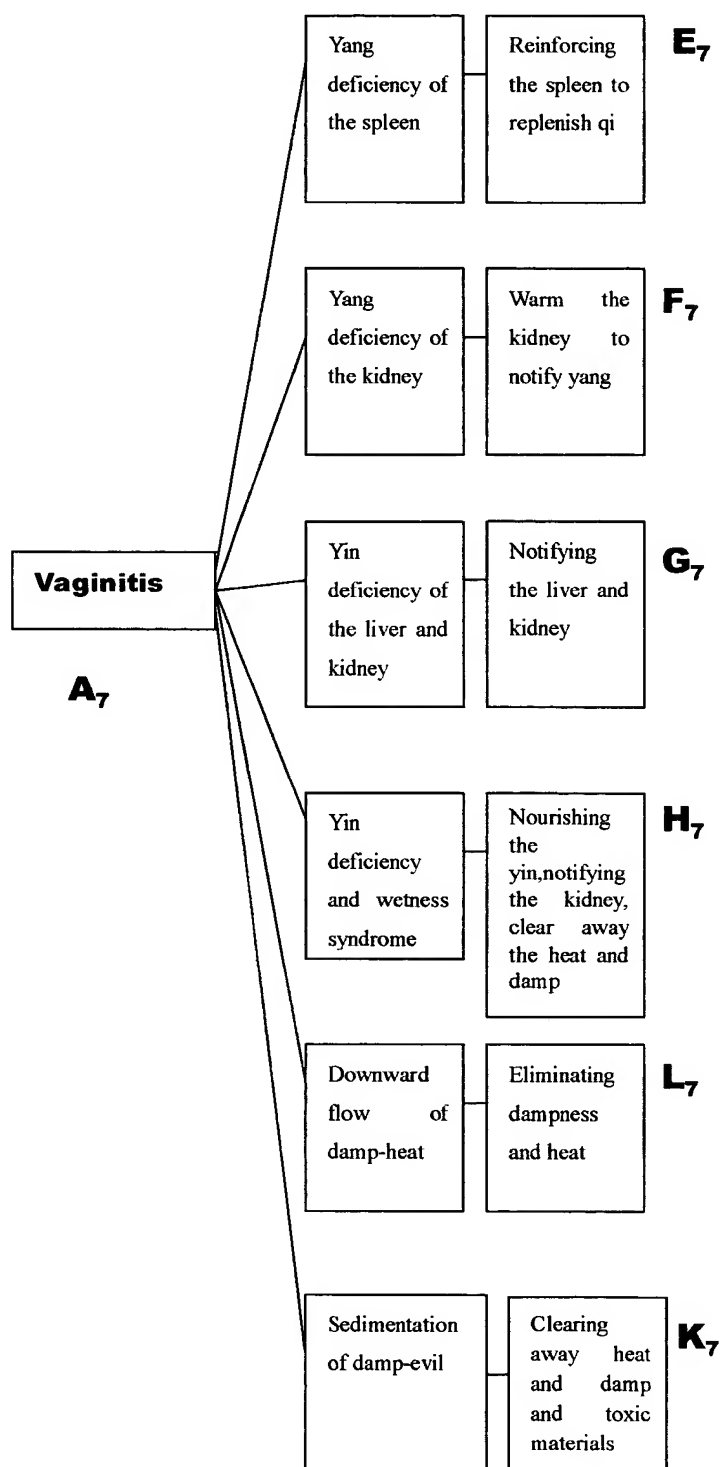 Yang
deficiency of
the spleen
Reinforcing
the spleen to
replenish qi
E7
Yang
deficiency of
the kidney
Warm the
kidney to
notify yang
F7
Vaginitis
A7
Yin
deficiency of
the liver and
kidney
Notifying
the liver and
kidney
G7
Yin
deficiency
and wetness
syndrome
Nourishing
the
yin,notifying
the kidney,
clear away
the heat and
damp
H7
Downward
flow of
damp-heat
Eliminating
dampness
and heat
L7
Sedimentation
of damp-evil
Clearing
away heat
and damp
and toxic
materials
K7